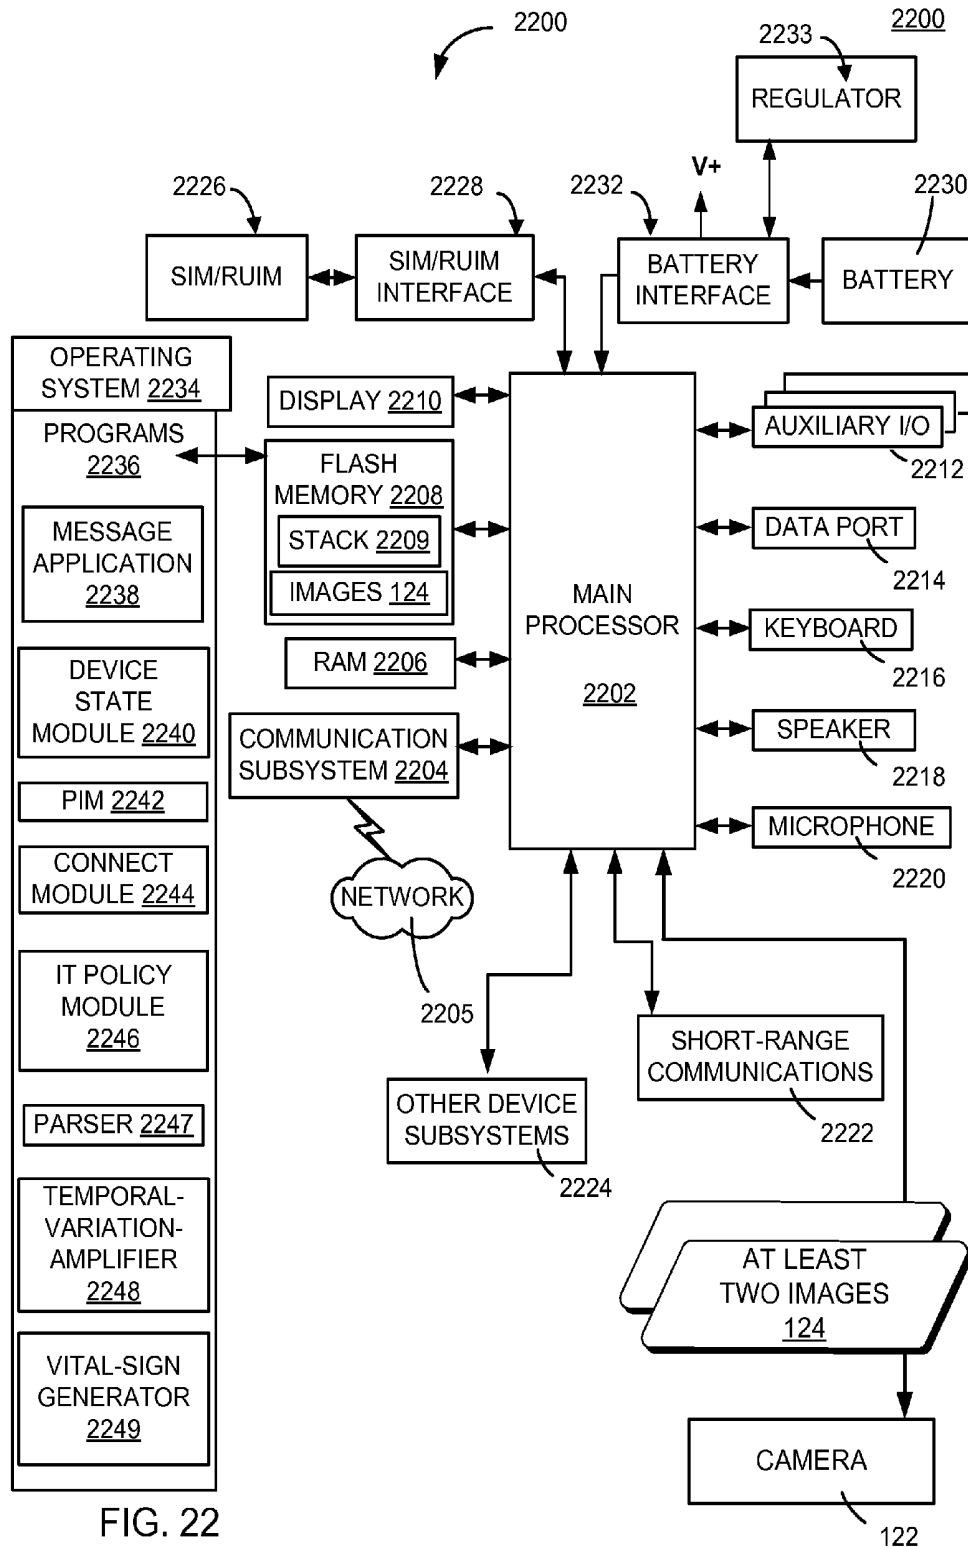 2200
2200
2233
REGULATOR
V+
2226
2228
2232
2230
SIM/RUIM
SIM/RUIM
INTERFACE
BATTERY
INTERFACE
BATTERY
OPERATING
SYSTEM 2234
PROGRAMS
2236
MESSAGE
APPLICATION
2238
DEVICE
STATE
MODULE 2240
PIM 2242
CONNECT
MODULE 2244
IT POLICY
MODULE
2246
PARSER 2247
TEMPORAL-
VARIATION-
AMPLIFIER
2248
VITAL-SIGN
GENERATOR
2249
DISPLAY 2210
FLASH
MEMORY 2208
STACK 2209
IMAGES 124
RAM 2206
COMMUNICATION
SUBSYSTEM 2204
NETWORK
2205
MAIN
PROCESSOR
2202
AUXILIARY I/O
2212
DATA PORT
2214
KEYBOARD
2216
SPEAKER
2218
MICROPHONE
2220
SHORT-RANGE
COMMUNICATIONS
2222
OTHER DEVICE
SUBSYSTEMS
2224
AT LEAST
TWO IMAGES
124
CAMERA
122
FIG. 22